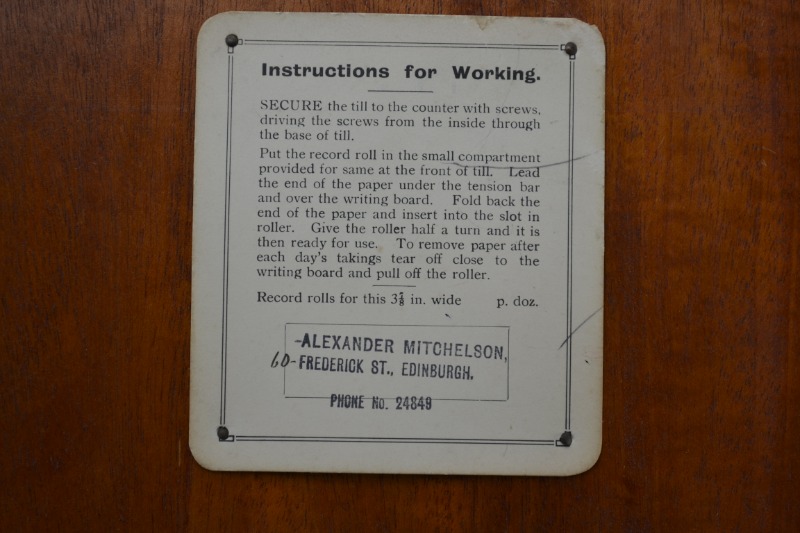 Instructions for Working.
SECURE the till to the counter with screws,
driving the screws from the inside through
the base of till.
Put the record roll in the small compartment
provided for same at the front of till. Lead
the end of the paper under the tension bar
and over the writing board. Fold back the
end of the paper and insert into the slot in
roller. Give the roller half a turn and it is
then ready for use. To remove paper after
each day's takings tear off close to the
writing board and pull off the roller.
Record rolls for this in. wide p. doz.
-ALEXANDER MITCHELSON,
60-FREDERICK ST., EDINBURGH.
PHONE No. 24849